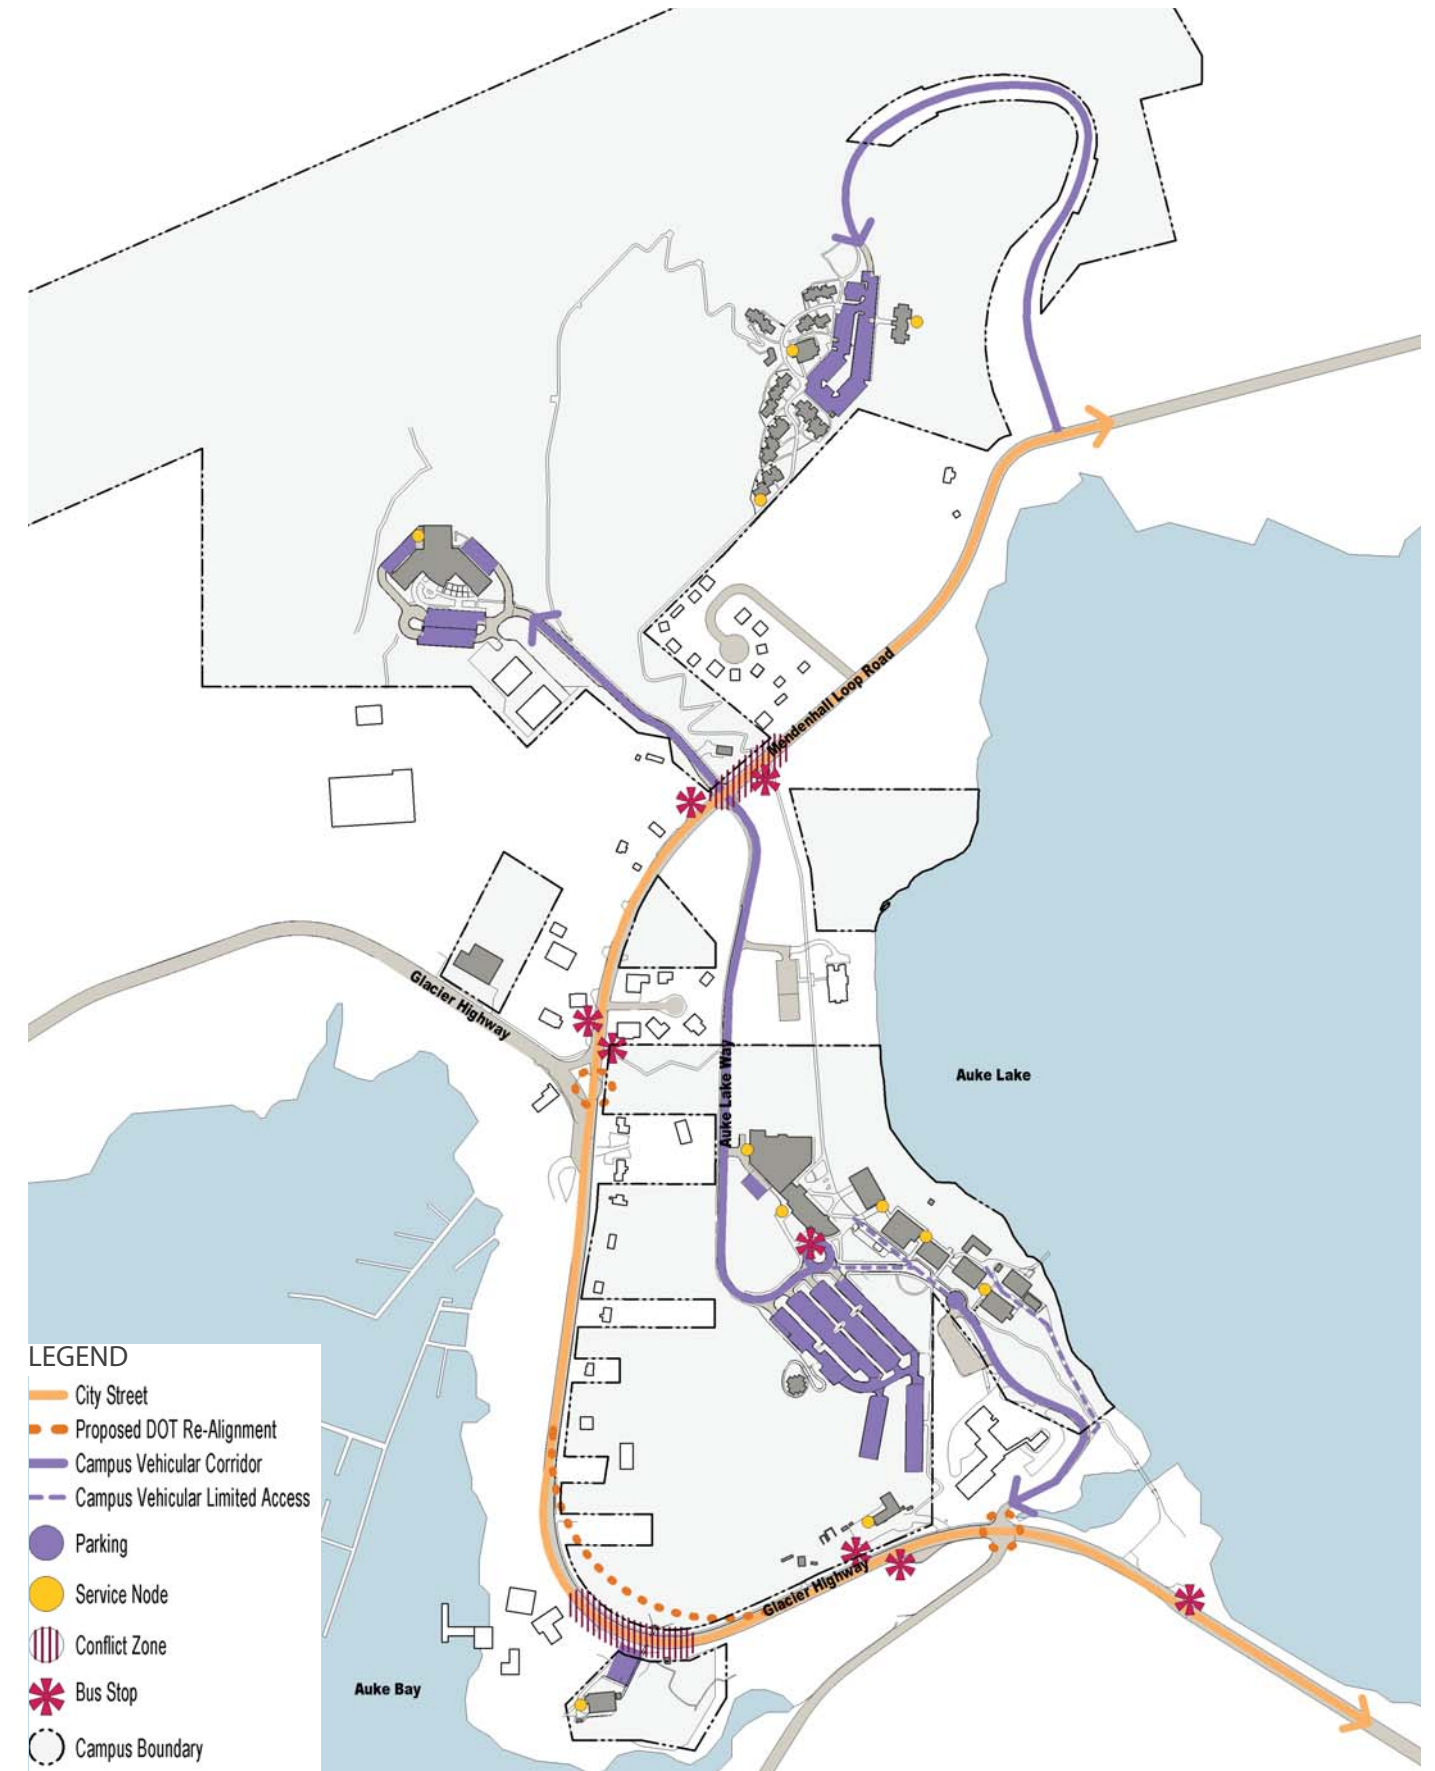 Mendenhall Loop Road
Glacier Highway
Auke Lake Way
Auke Lake
LEGEND
City Street
Proposed DOT Re-Alignment
Campus Vehicular Corridor
Campus Vehicular Limited Access
Parking
Service Node
Conflict Zone
Bus Stop
Campus Boundary
Glacier Highway
Auke Bay